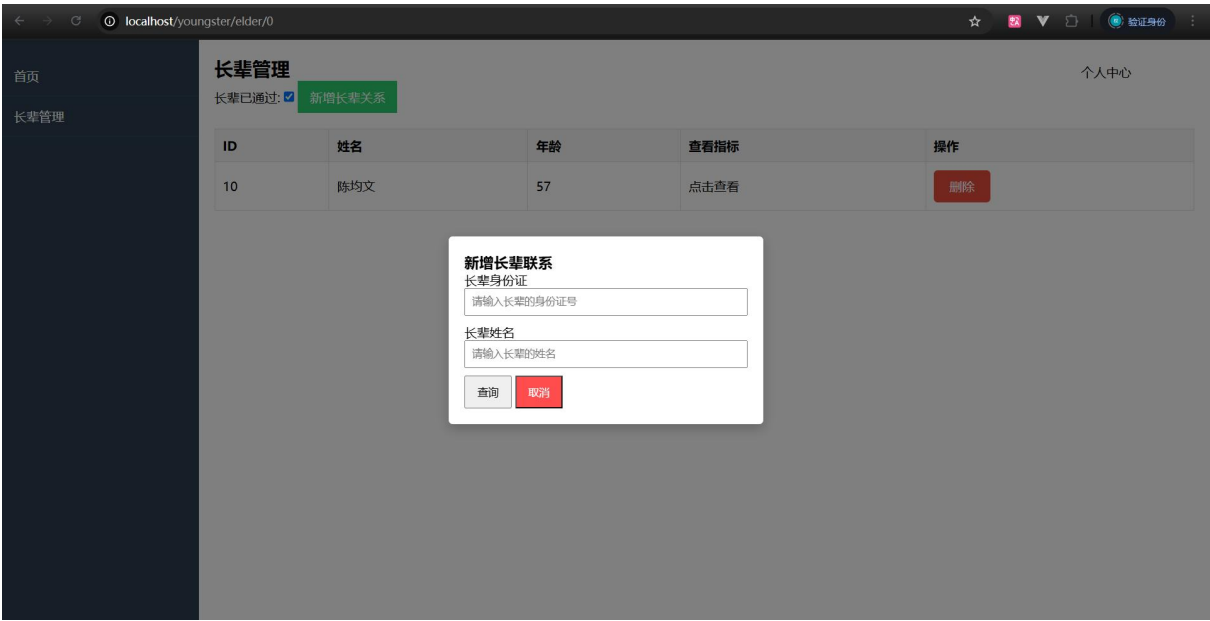 localhost/youngster/elder/0
验证身份
首页
长辈管理
长辈管理
个人中心
长辈已通过:
新增长辈关系
ID 姓名 年龄 查看指标 操作
10 陈均文 57 点击查看 删除
新增长辈联系
长辈身份证
请输入长辈的身份证号
长辈姓名
请输入长辈的姓名
查询 取消